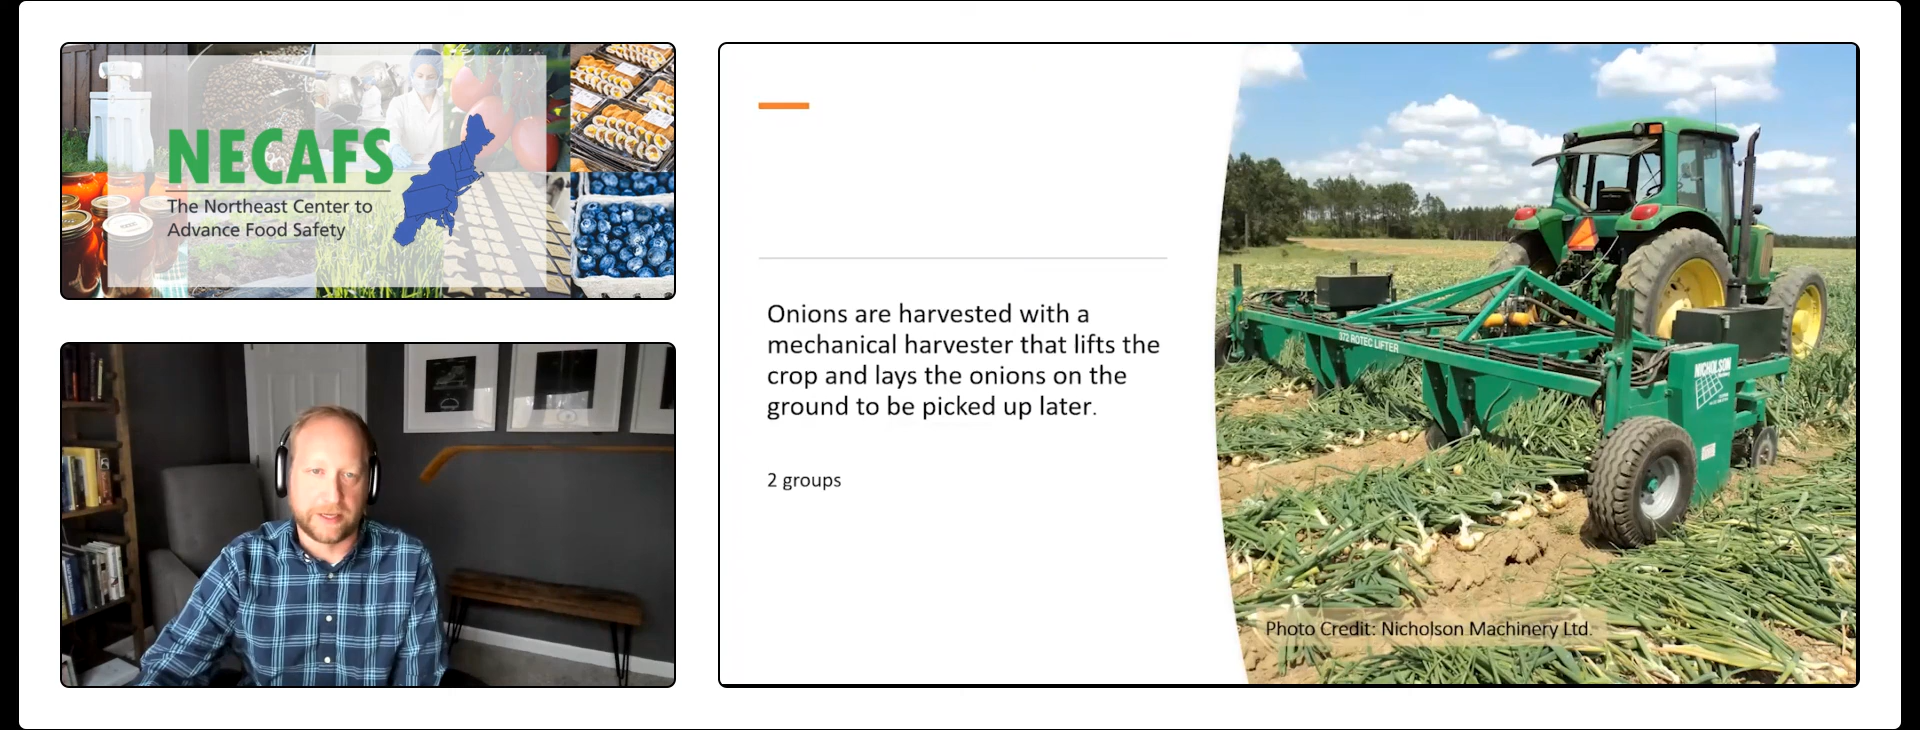 NECAFS
The Northeast Center to
Advance Food Safety
Onions are harvested with a
mechanical harvester that lifts the
crop and lays the onions on the
ground to be picked up later.
2 groups
372 ROTEC LIFTER
NICHOLSON
Photo Credit: Nicholson Machinery Ltd.